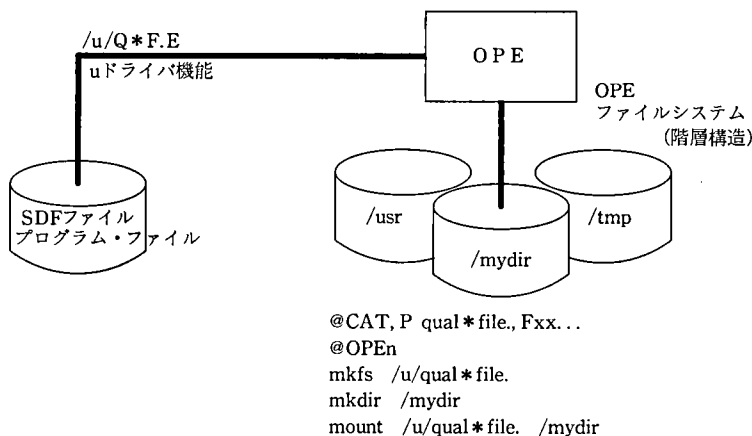 /u/Q*F.E
uドライバ機能
OPE
OPE
ファイルシステム
(階層構造)
SDFファイル
プログラム・ファイル
/usr
/mydir
/tmp
@CAT, P qual*file., Fxx...
@OPEn
mkfs /u/qual*file.
mkdir /mydir
mount /u/qual*file. /mydir